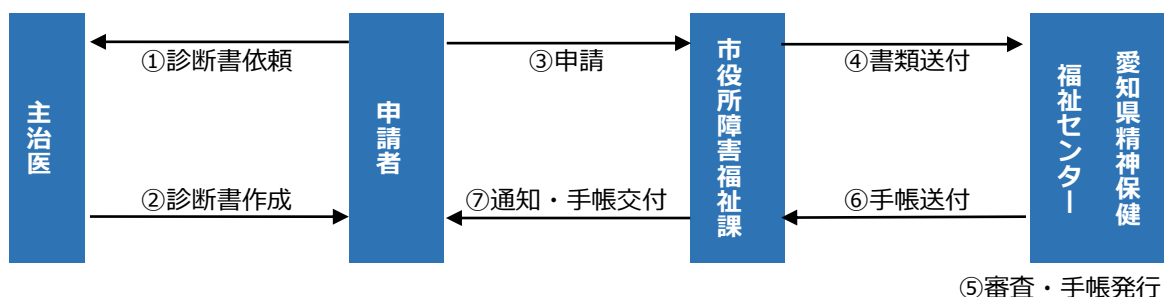 主治医
①診断書依頼
②診断書作成
申請者
③申請
⑦通知・手帳交付
市役所障害福祉課
④書類送付
⑥手帳送付
愛知県精神保健
福祉センター
⑤審査・手帳発行